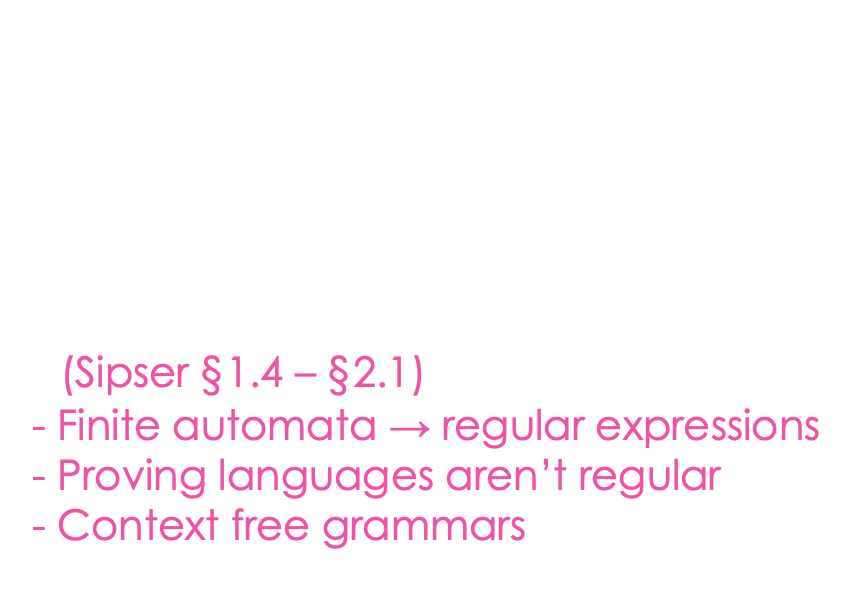 (Sipser §1.4 – §2.1)
- Finite automata → regular expressions
- Proving languages aren’t regular
- Context free grammars